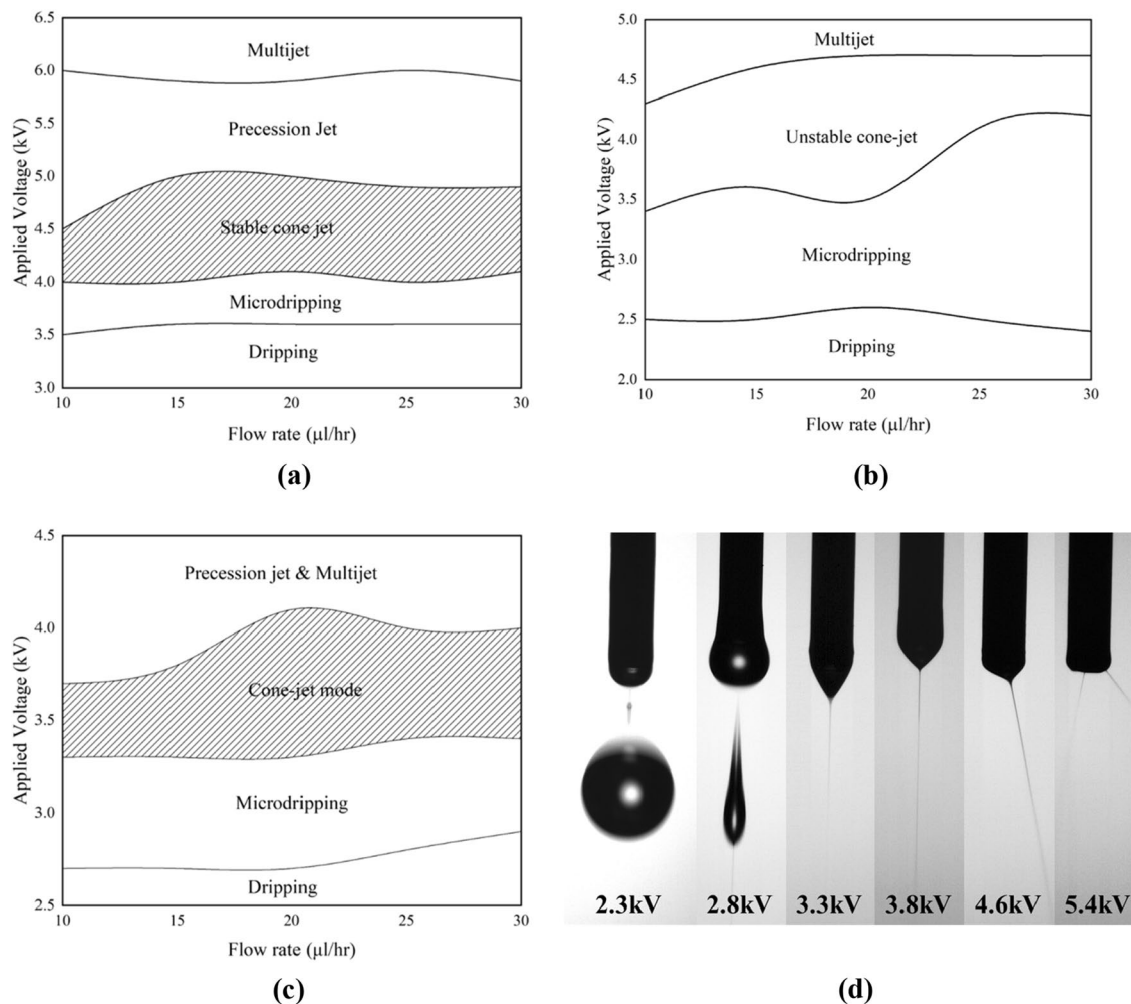 6.5
6.0
5.5
5.0
4.5
4.0
3.5
3.0
Applied Voltage (kV)
Multijet
Precession Jet
Stable cone jet
Microdripping
Dripping
10 15 20 25 30
Flow rate (μl/hr)
(a)
5.0
4.5
4.0
3.5
3.0
2.5
2.0
Applied Voltage (kV)
Multijet
Unstable cone-jet
Microdripping
Dripping
10 15 20 25 30
Flow rate (μl/hr)
(b)
4.5
4.0
3.5
3.0
2.5
Applied Voltage (kV)
Precession jet & Multijet
Cone-jet mode
Microdripping
Dripping
10 15 20 25 30
Flow rate (μl/hr)
(c)
2.3kV 2.8kV 3.3kV 3.8kV 4.6kV 5.4kV
(d)